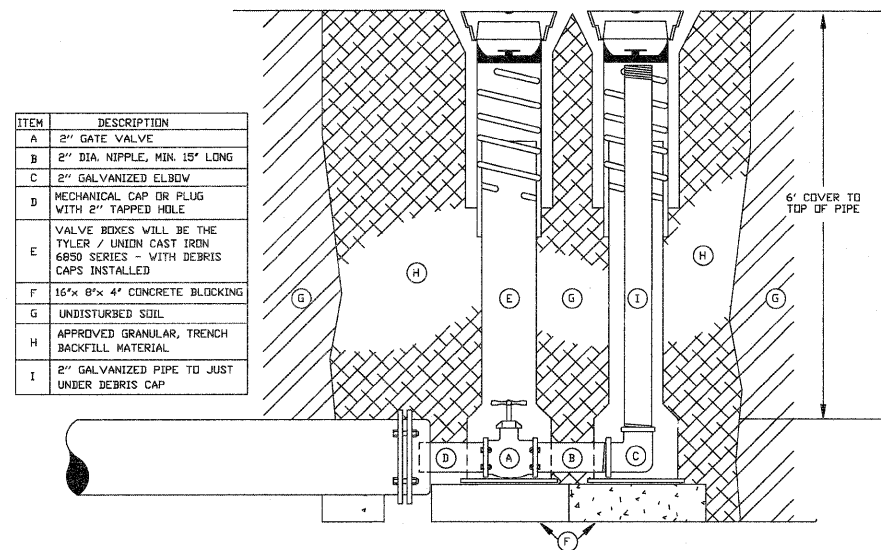 ITEM DESCRIPTION
A 2" GATE VALVE
B 2" DIA. NIPPLE, MIN. 15" LONG
C 2" GALVANIZED ELBOW
D MECHANICAL CAP OR PLUG
WITH 2" TAPPED HOLE
E VALVE BOXES WILL BE THE
TYLER / UNION CAST IRON
6850 SERIES - WITH DEBRIS
CAPS INSTALLED
F 16"x 8"x 4" CONCRETE BLOCKING
G UNDISTURBED SOIL
H APPROVED GRANULAR, TRENCH
BACKFILL MATERIAL
I 2" GALVANIZED PIPE TO JUST
UNDER DEBRIS CAP
6' COVER TO
TOP OF PIPE
H
H
G
E
G
I
G
D
A
B
C
F